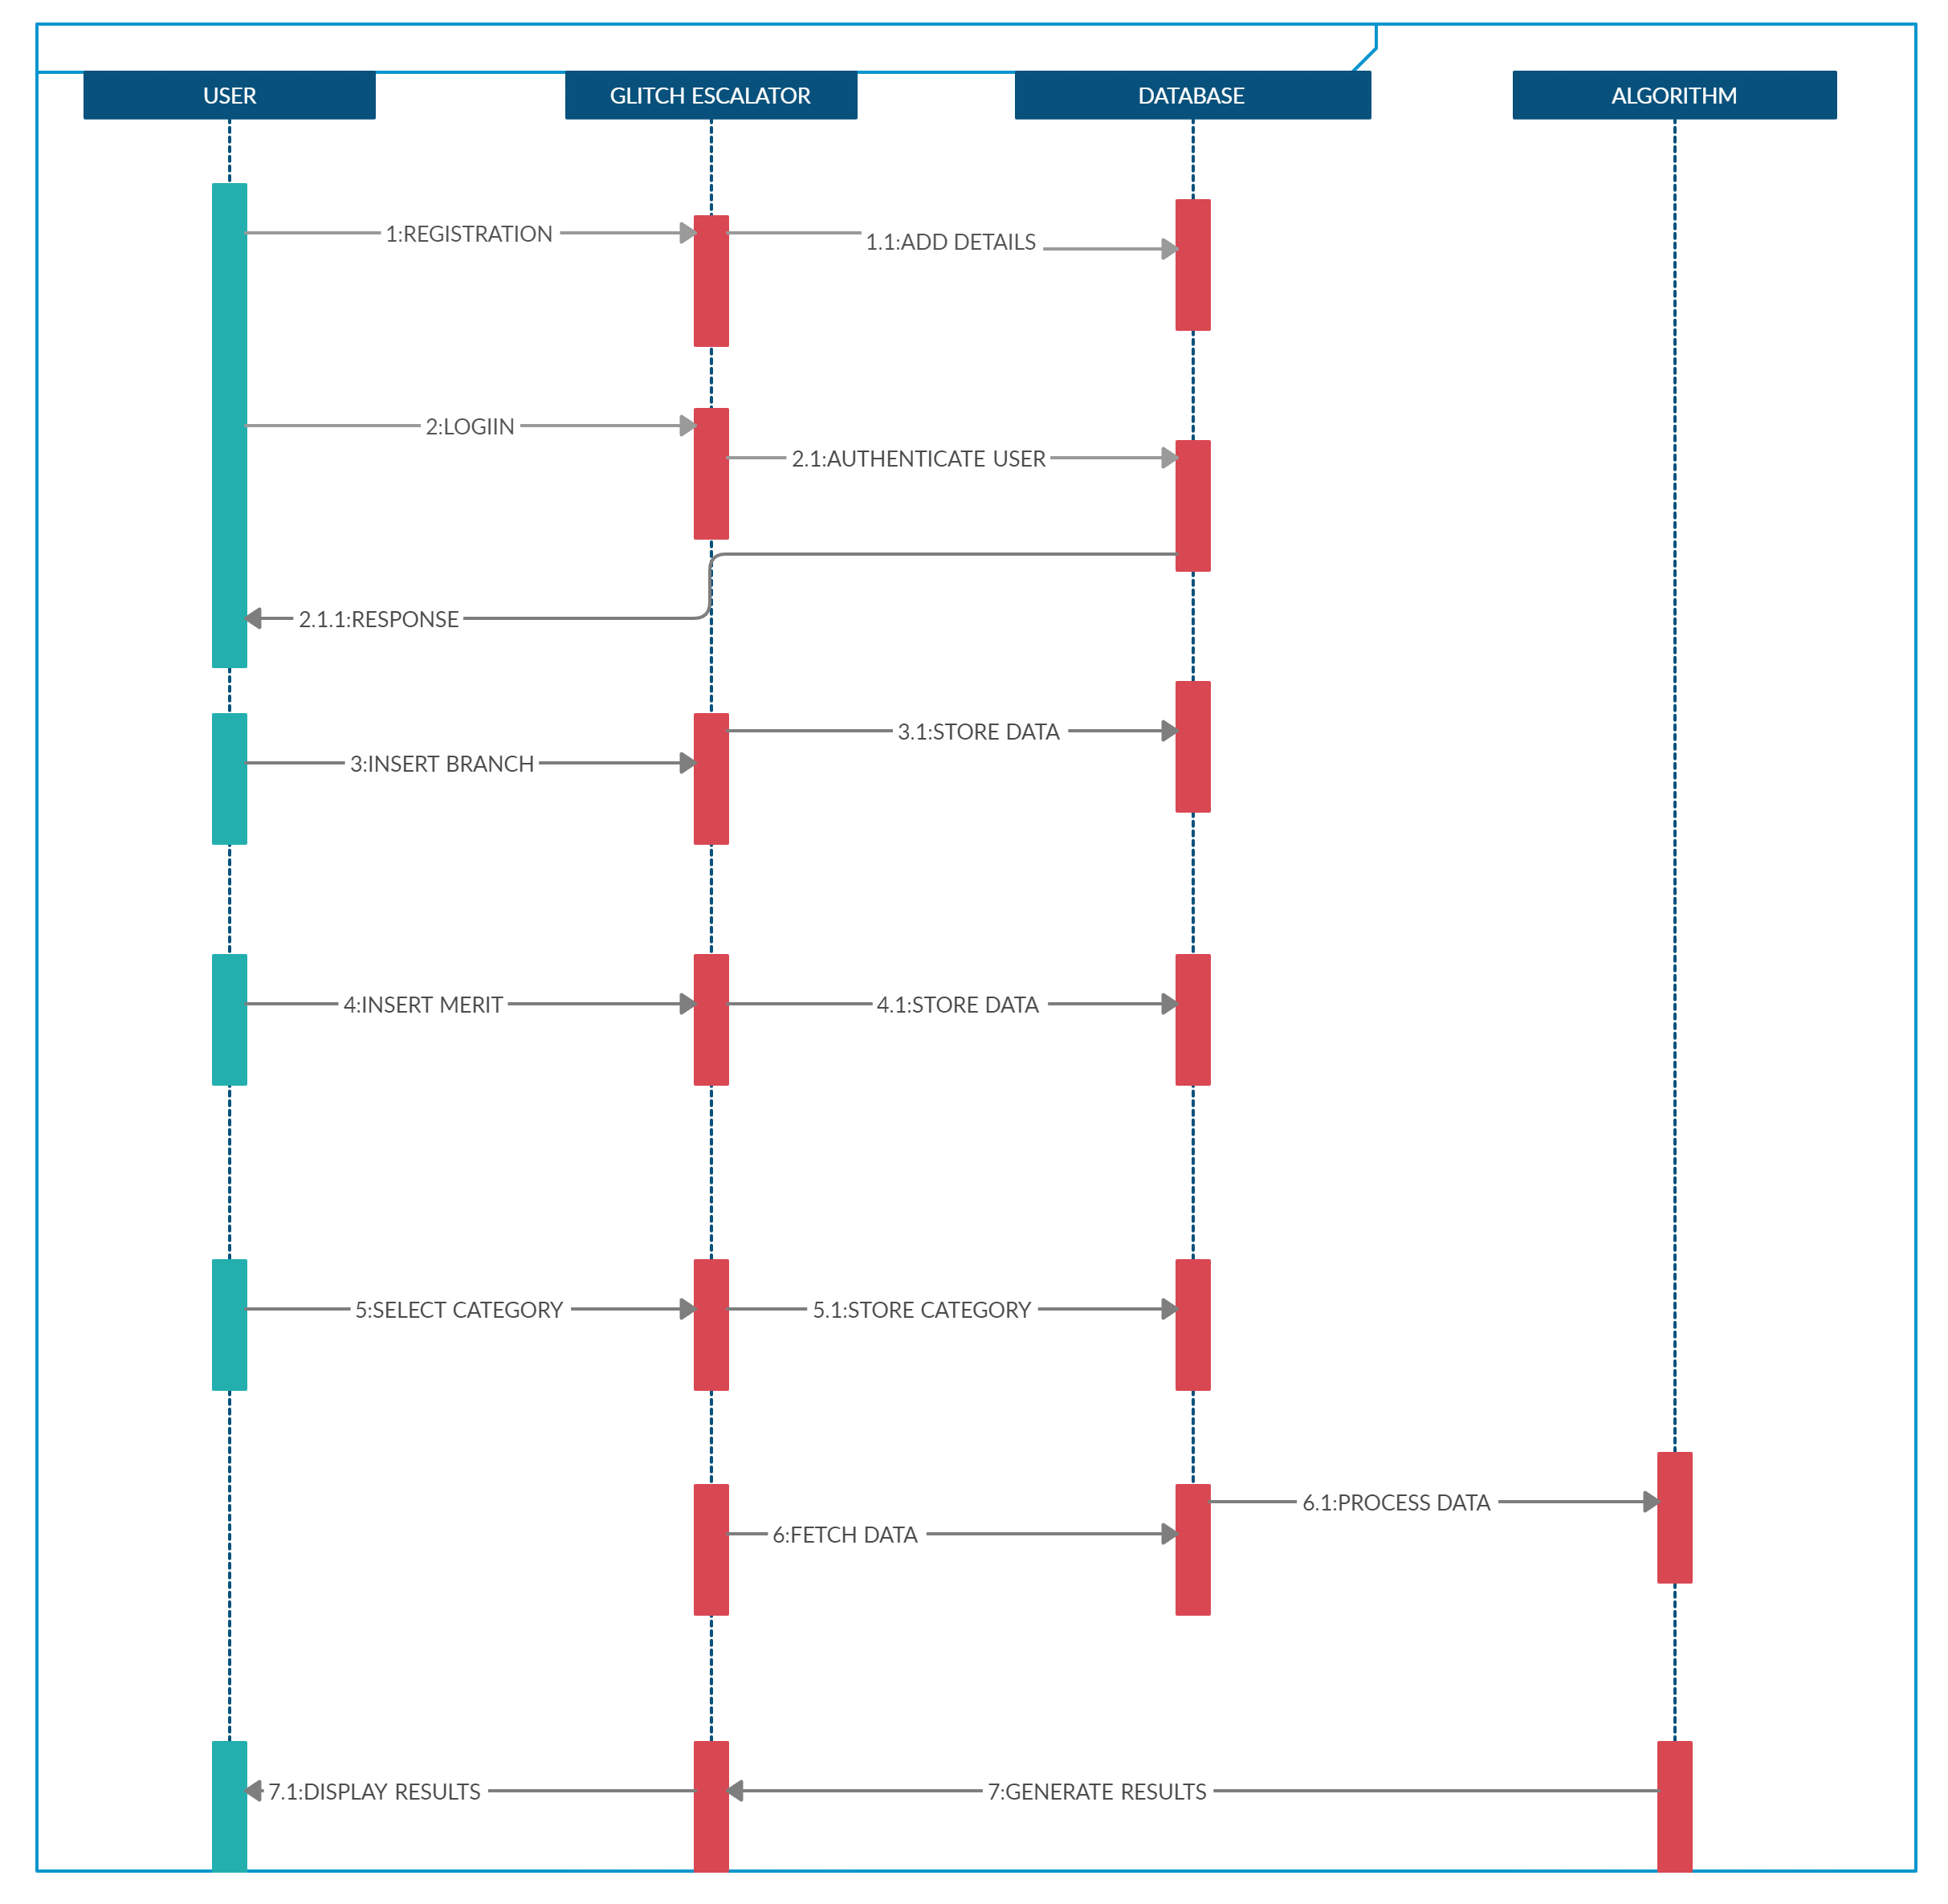 USER
GLITCH ESCALATOR
DATABASE
ALGORITHM
1:REGISTRATION
1.1:ADD DETAILS
2:LOGIIN
2.1:AUTHENTICATE USER
2.1.1:RESPONSE
3.1:STORE DATA
3:INSERT BRANCH
4:INSERT MERIT
4.1:STORE DATA
5:SELECT CATEGORY
5.1:STORE CATEGORY
6.1:PROCESS DATA
6:FETCH DATA
7.1:DISPLAY RESULTS
7:GENERATE RESULTS